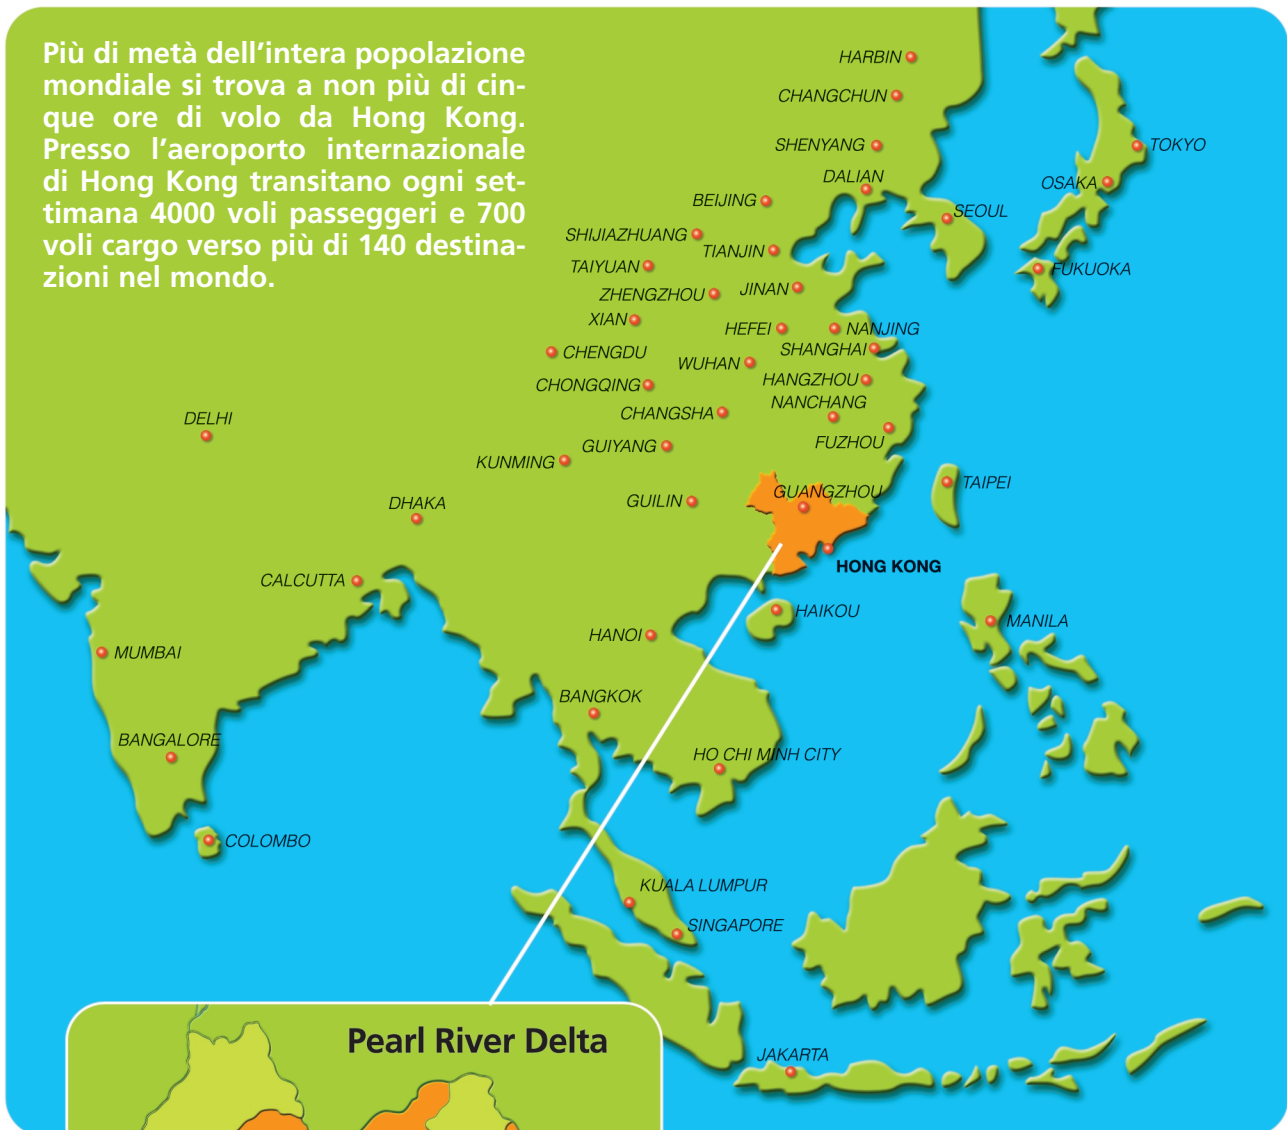 Più di metà dell'intera popolazione
mondiale si trova a non più di cin-
que ore di volo da Hong Kong.
Presso l'aeroporto internazionale
di Hong Kong transitano ogni set-
timana 4000 voli passeggeri e 700
voli cargo verso più di 140 destina-
zioni nel mondo.
HARBIN
CHANGCHUN
SHENYANG
TOKYO
DALIAN
OSAKA
BEIJING
SEOUL
SHIJIAZHUANG
TIANJIN
TAIYUAN
FUKUOKA
ZHENGZHOU
JINAN
XIAN
HEFEI
NANJING
CHENGDU
SHANGHAI
WUHAN
CHONGQING
HANGZHOU
NANCHANG
CHANGSHA
DELHI
FUZHOU
GUIYANG
KUNMING
TAIPEI
GUANGZHOU
GUILIN
DHAKA
HONG KONG
CALCUTTA
HAIKOU
MANILA
HANOI
MUMBAI
BANGKOK
BANGALORE
HO CHI MINH CITY
COLOMBO
KUALA LUMPUR
SINGAPORE
Pearl River Delta
JAKARTA